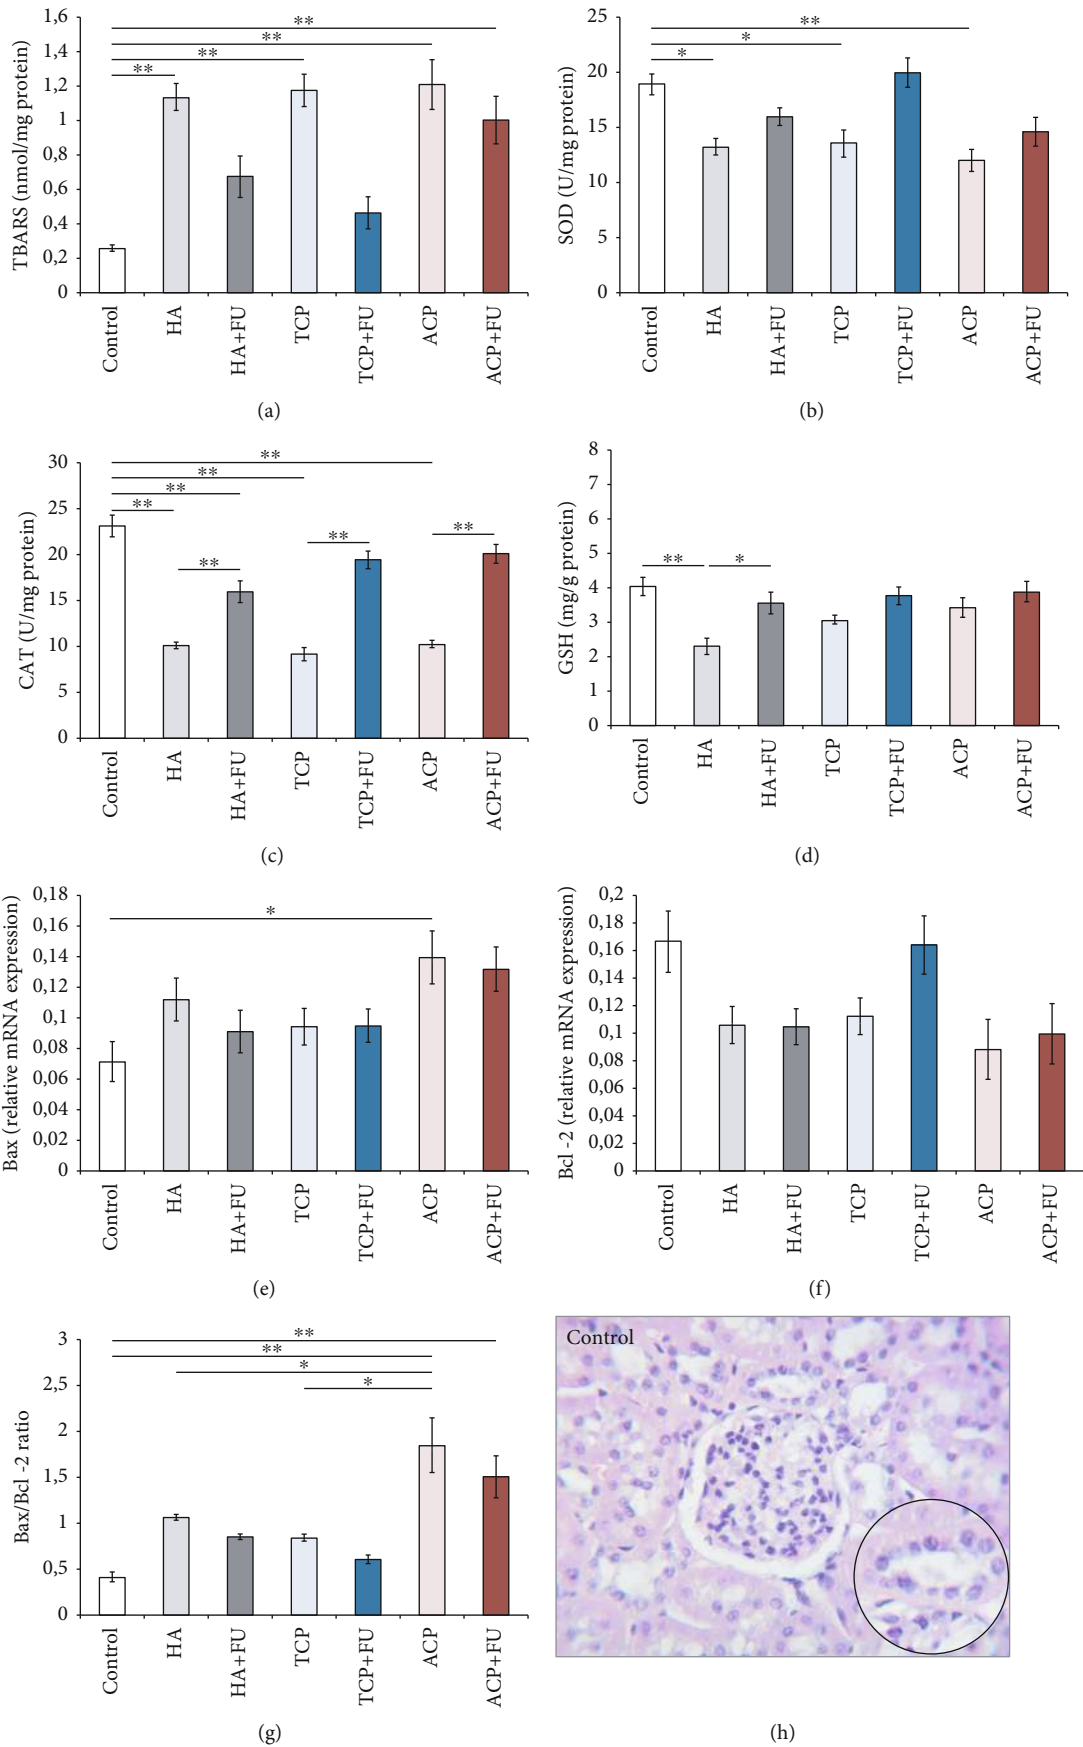 TBARS (nmol/mg protein)
1,6
1,4
1,2
1
0,8
0,6
0,4
0,2
0
**
**
**
**
Control
HA
HA+FU
TCP
TCP+FU
ACP
ACP+FU
(a)
SOD (U/mg protein)
25
20
15
10
5
0
**
*
*
Control
HA
HA+FU
TCP
TCP+FU
ACP
ACP+FU
(b)
CAT (U/mg protein)
30
25
20
15
10
5
0
**
**
**
**
**
**
**
Control
HA
HA+FU
TCP
TCP+FU
ACP
ACP+FU
(c)
GSH (mg/g protein)
8
7
6
5
4
3
2
1
0
**
*
Control
HA
HA+FU
TCP
TCP+FU
ACP
ACP+FU
(d)
Bax (relative mRNA expression)
0,18
0,16
0,14
0,12
0,1
0,08
0,06
0,04
0,02
0
*
Control
HA
HA+FU
TCP
TCP+FU
ACP
ACP+FU
(e)
Bcl -2 (relative mRNA expression)
0,2
0,18
0,16
0,14
0,12
0,1
0,08
0,06
0,04
0,02
0
Control
HA
HA+FU
TCP
TCP+FU
ACP
ACP+FU
(f)
Bax/Bcl -2 ratio
3
2,5
2
1,5
1
0,5
0
**
**
*
*
Control
HA
HA+FU
TCP
TCP+FU
ACP
ACP+FU
(g)
Control
(h)